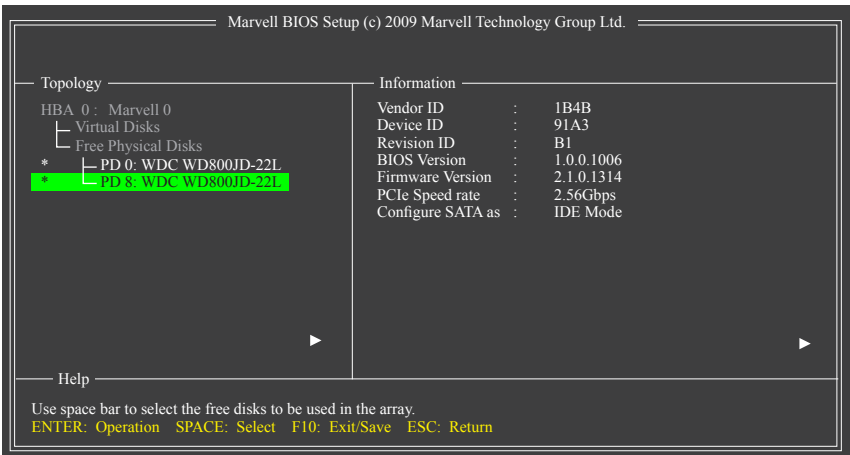 Marvell BIOS Setup (c) 2009 Marvell Technology Group Ltd.
Topology
HBA 0 : Marvell 0
Virtual Disks
Free Physical Disks
* PD 0: WDC WD800JD-22L
* PD 8: WDC WD800JD-22L
Information
Vendor ID : 1B4B
Device ID : 91A3
Revision ID : B1
BIOS Version : 1.0.0.1006
Firmware Version : 2.1.0.1314
PCIe Speed rate : 2.56Gbps
Configure SATA as : IDE Mode
Help
Use space bar to select the free disks to be used in the array.
ENTER: Operation SPACE: Select F10: Exit/Save ESC: Return